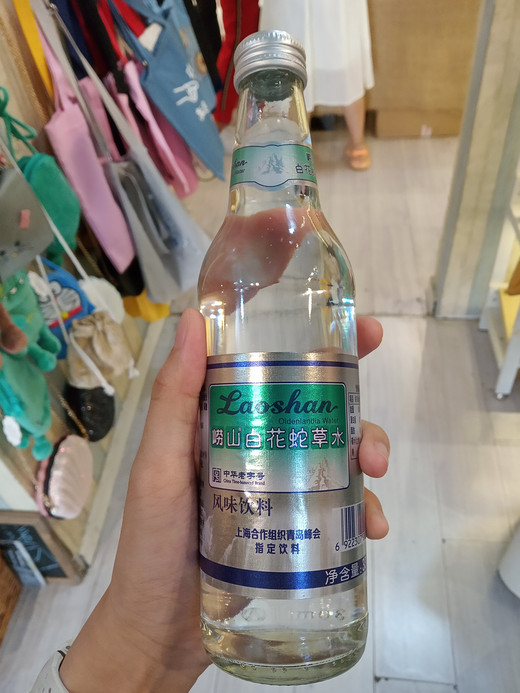 Laoshan
Oldenlandia Water
崂山白花蛇草水
中华老字号
China Time-honored Brand
风味饮料
上海合作组织青岛峰会
指定饮料
净含量